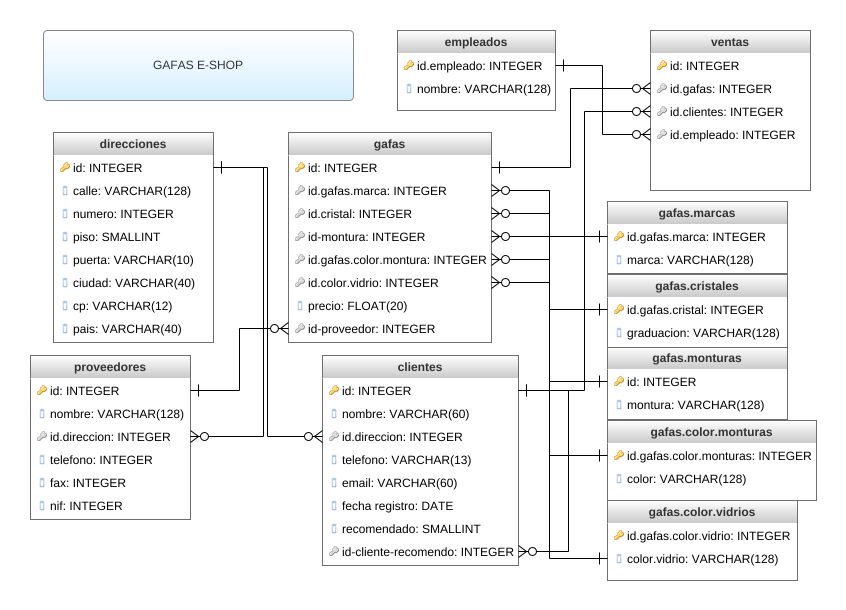 GAFAS E-SHOP
empleados
id.empleado: INTEGER
nombre: VARCHAR(128)
ventas
id: INTEGER
id.gafas: INTEGER
id.clientes: INTEGER
id.empleado: INTEGER
direcciones
id: INTEGER
calle: VARCHAR(128)
numero: INTEGER
piso: SMALLINT
puerta: VARCHAR(10)
ciudad: VARCHAR(40)
cp: VARCHAR(12)
pais: VARCHAR(40)
gafas
id: INTEGER
id.gafas.marca: INTEGER
id.cristal: INTEGER
id-montura: INTEGER
id.gafas.color.montura: INTEGER
id.color.vidrio: INTEGER
precio: FLOAT(20)
id-proveedor: INTEGER
gafas.marcas
id.gafas.marca: INTEGER
marca: VARCHAR(128)
gafas.cristales
id.gafas.cristal: INTEGER
graduacion: VARCHAR(128)
gafas.monturas
id: INTEGER
montura: VARCHAR(128)
gafas.color.monturas
id.gafas.color.monturas: INTEGER
color: VARCHAR(128)
gafas.color.vidrios
id.gafas.color.vidrio: INTEGER
color.vidrio: VARCHAR(128)
proveedores
id: INTEGER
nombre: VARCHAR(128)
id.direccion: INTEGER
telefono: INTEGER
fax: INTEGER
nif: INTEGER
clientes
id: INTEGER
nombre: VARCHAR(60)
id.direccion: INTEGER
telefono: VARCHAR(13)
email: VARCHAR(60)
fecha registro: DATE
recomendado: SMALLINT
id-cliente-recomendo: INTEGER